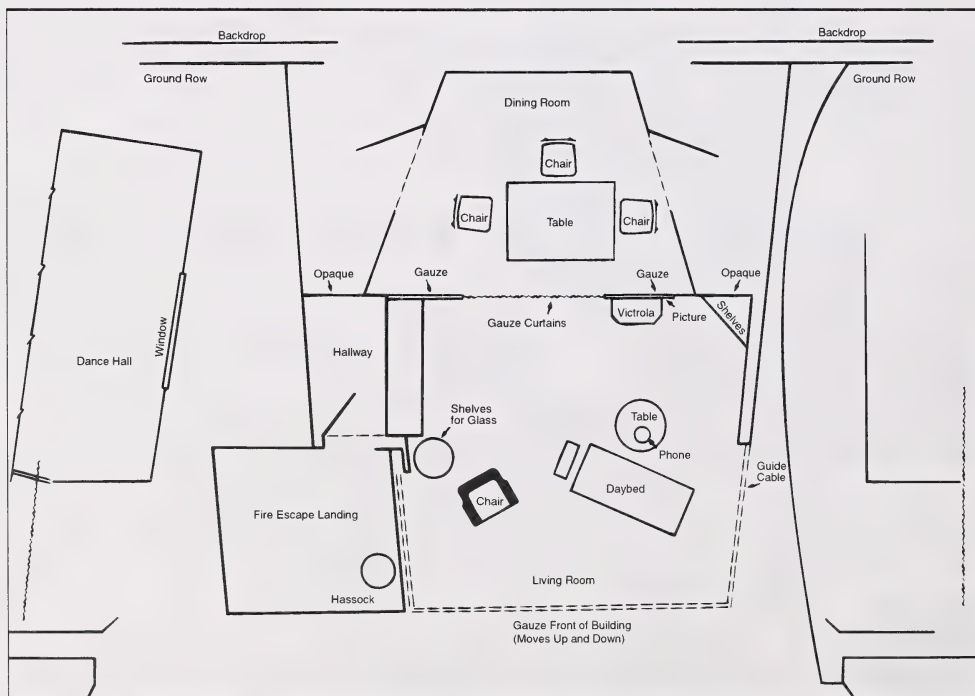 Backdrop
Backdrop
Ground Row
Ground Row
Dining Room
Chair
Chair
Table
Chair
Opaque
Gauze
Gauze
Opaque
Gauze Curtains
Victrola
Picture
Shelves
Window
Dance Hall
Hallway
Shelves
for Glass
Table
Phone
Guide
Cable
Daybed
Chair
Fire Escape Landing
Hassock
Living Room
Gauze Front of Building
(Moves Up and Down)